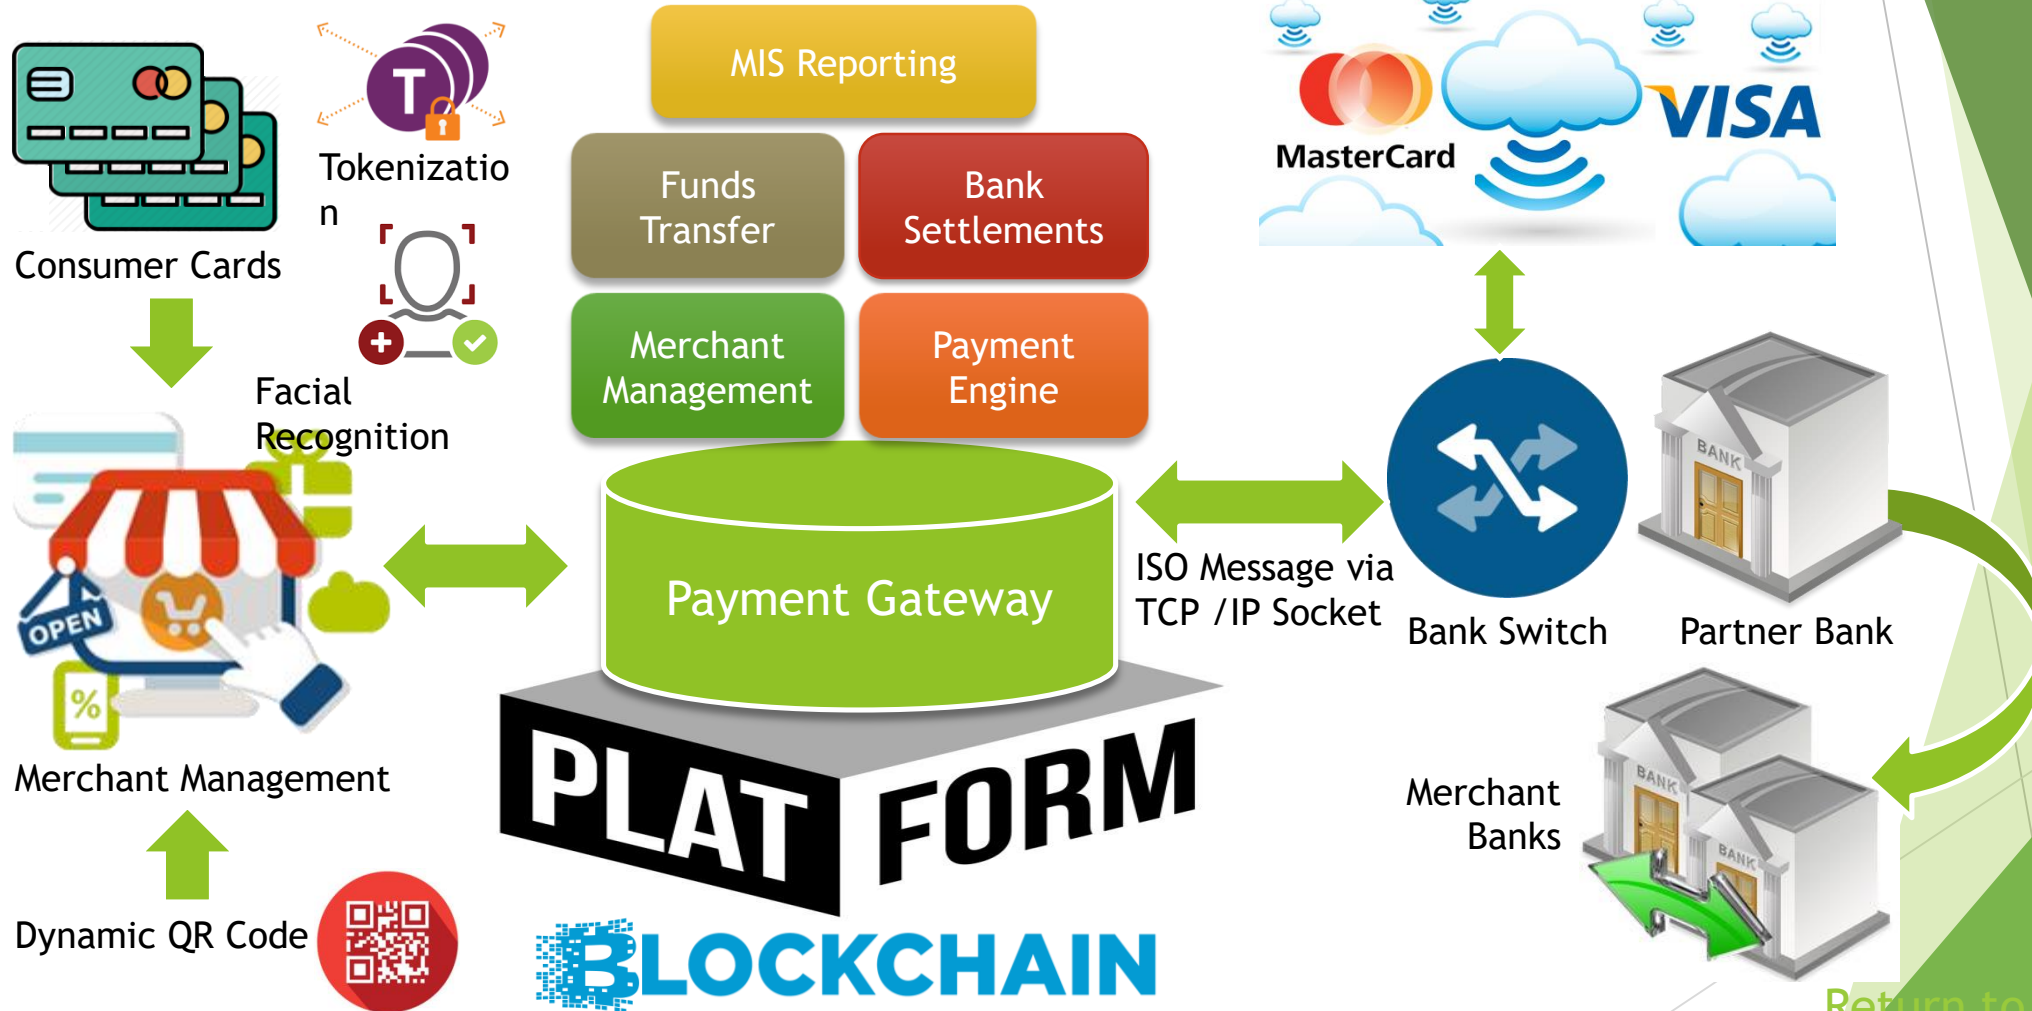 T
Tokenizatio
n
Consumer Cards
Facial
Recognition
OPEN
%
Merchant Management
Dynamic QR Code
MIS Reporting
Funds
Transfer
Bank
Settlements
Merchant
Management
Payment
Engine
Payment Gateway
PLAT
FORM
BLOCKCHAIN
MasterCard
VISA
ISO Message via
TCP /IP Socket
Bank Switch
BANK
Partner Bank
Merchant
Banks
BANK
BANK
Return to